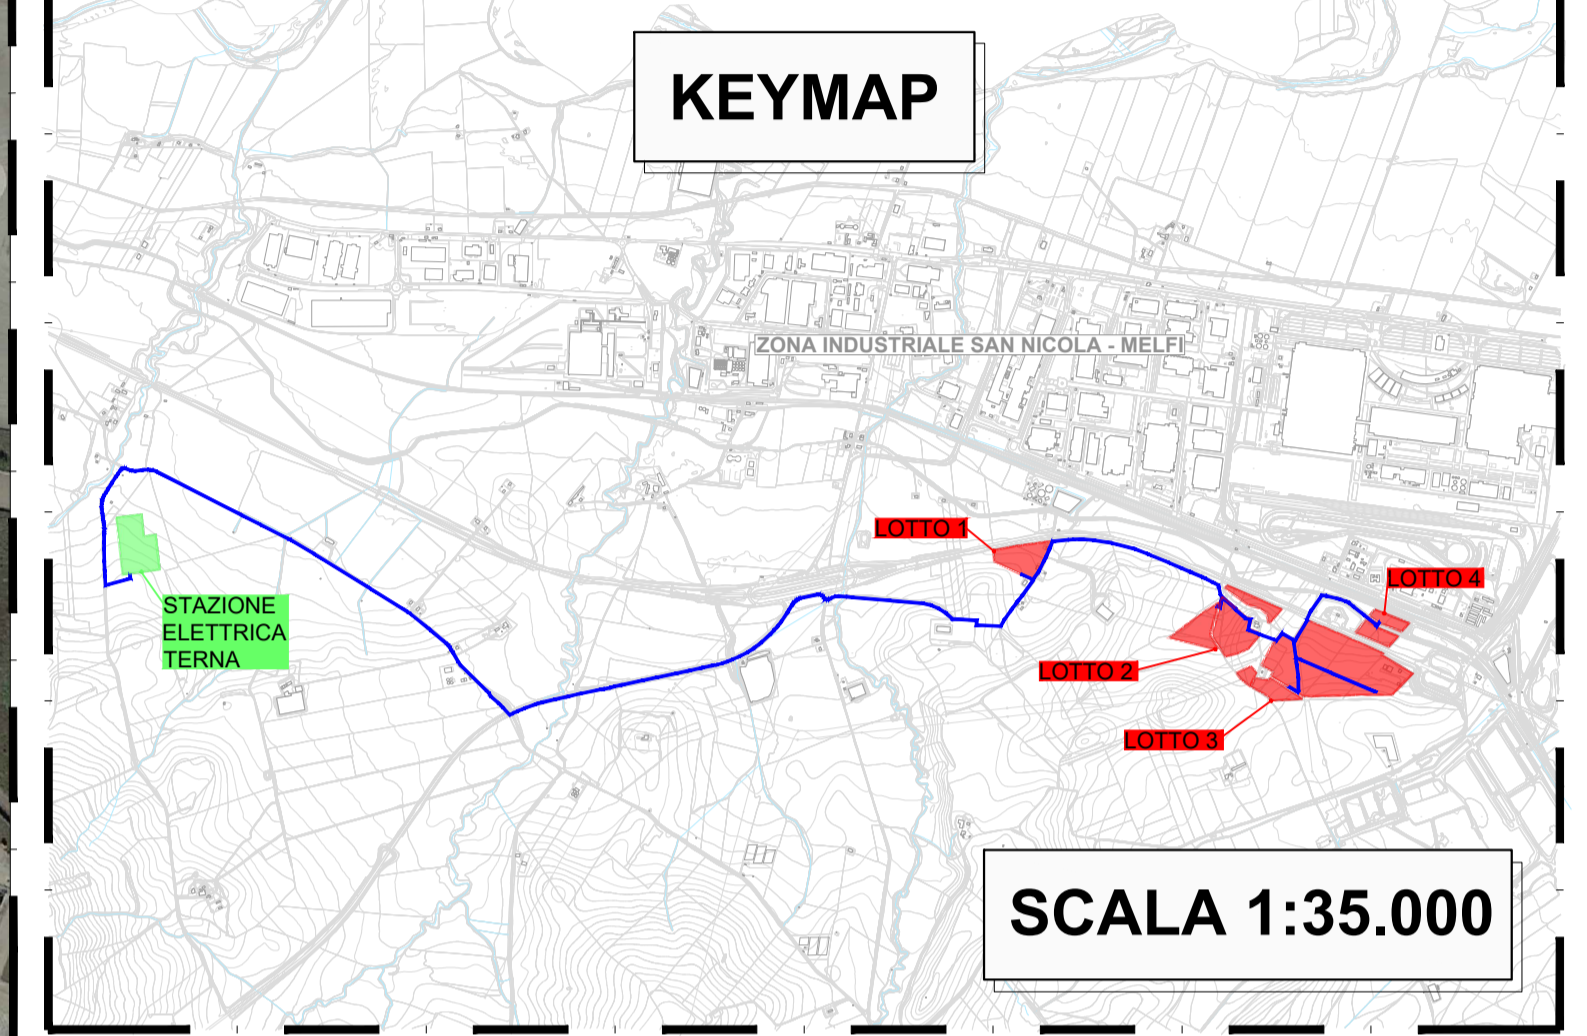 KEYMAP
ZONA INDUSTRIALE SAN NICOLA - MELFI
LOTTO 1
LOTTO 4
STAZIONE
ELETTRICA
TERNA
LOTTO 2
LOTTO 3
SCALA 1:35.000